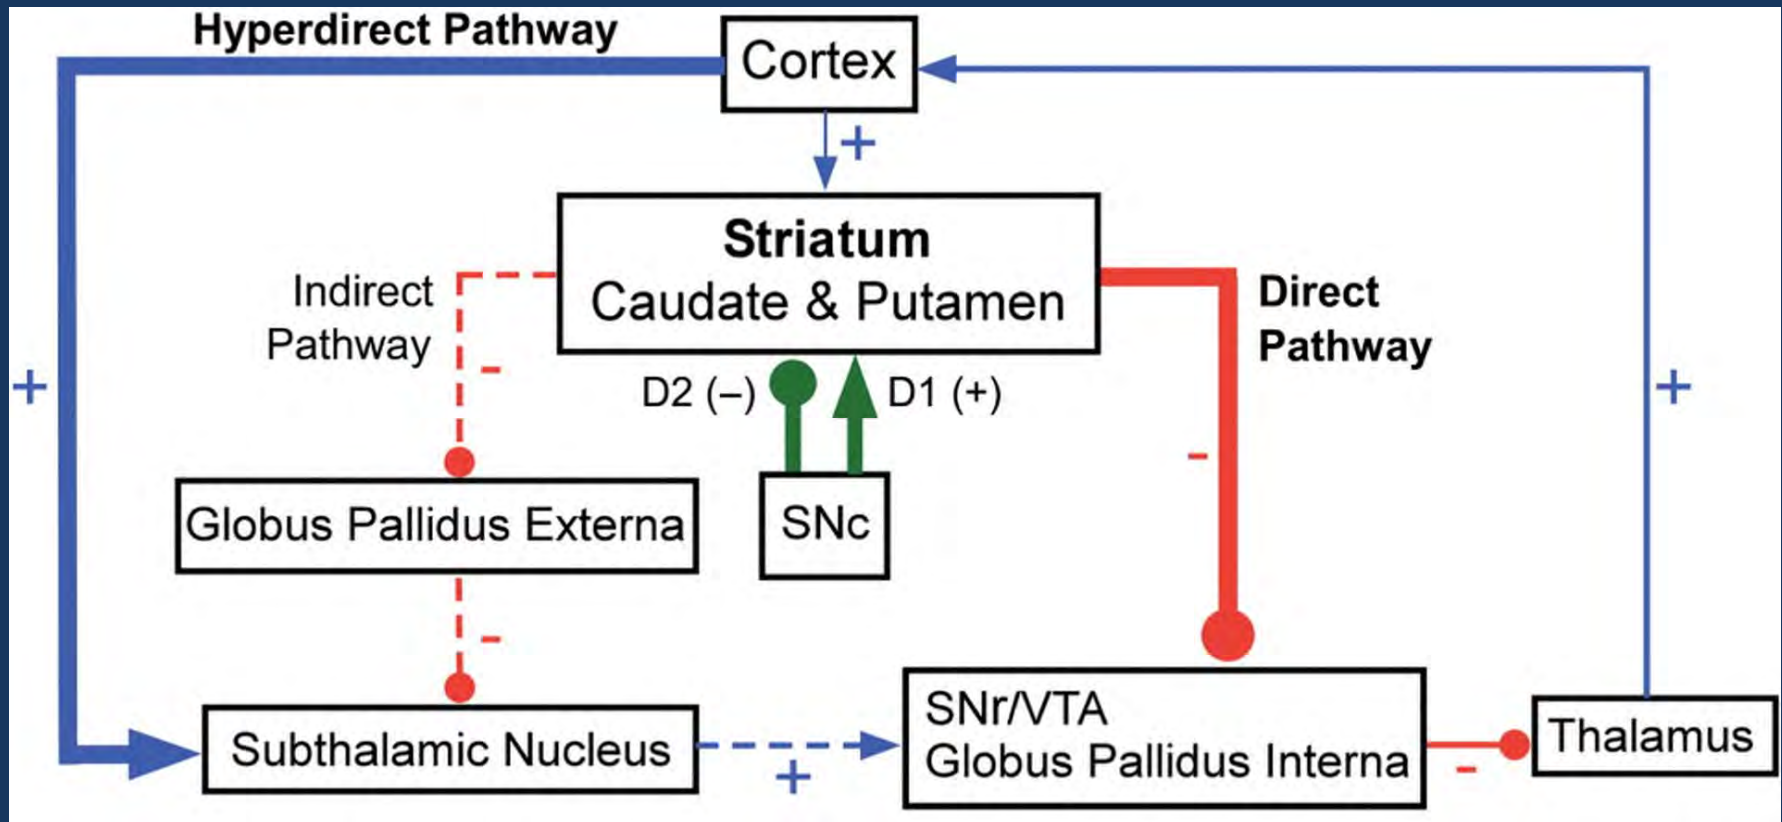 Hyperdirect Pathway
Cortex
+
Striatum
Caudate & Putamen
Indirect
Pathway
-
Direct
Pathway
-
+
+
D2 (–)
D1 (+)
SNc
Globus Pallidus Externa
-
Subthalamic Nucleus
+
SNr/VTA
Globus Pallidus Interna
-
Thalamus